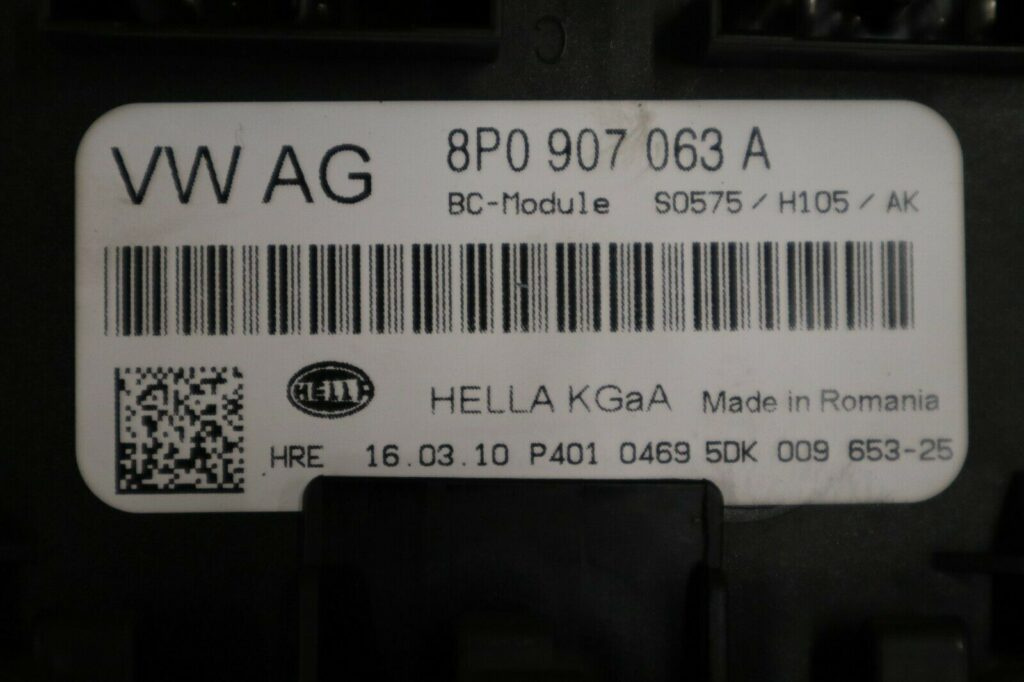 VW AG
8P0 907 063 A
BC-Module S0575 / H105 / AK
HELLA
HELLA KGaA Made in Romania
HRE 16.03.10 P401 0469 5DK 009 653-25